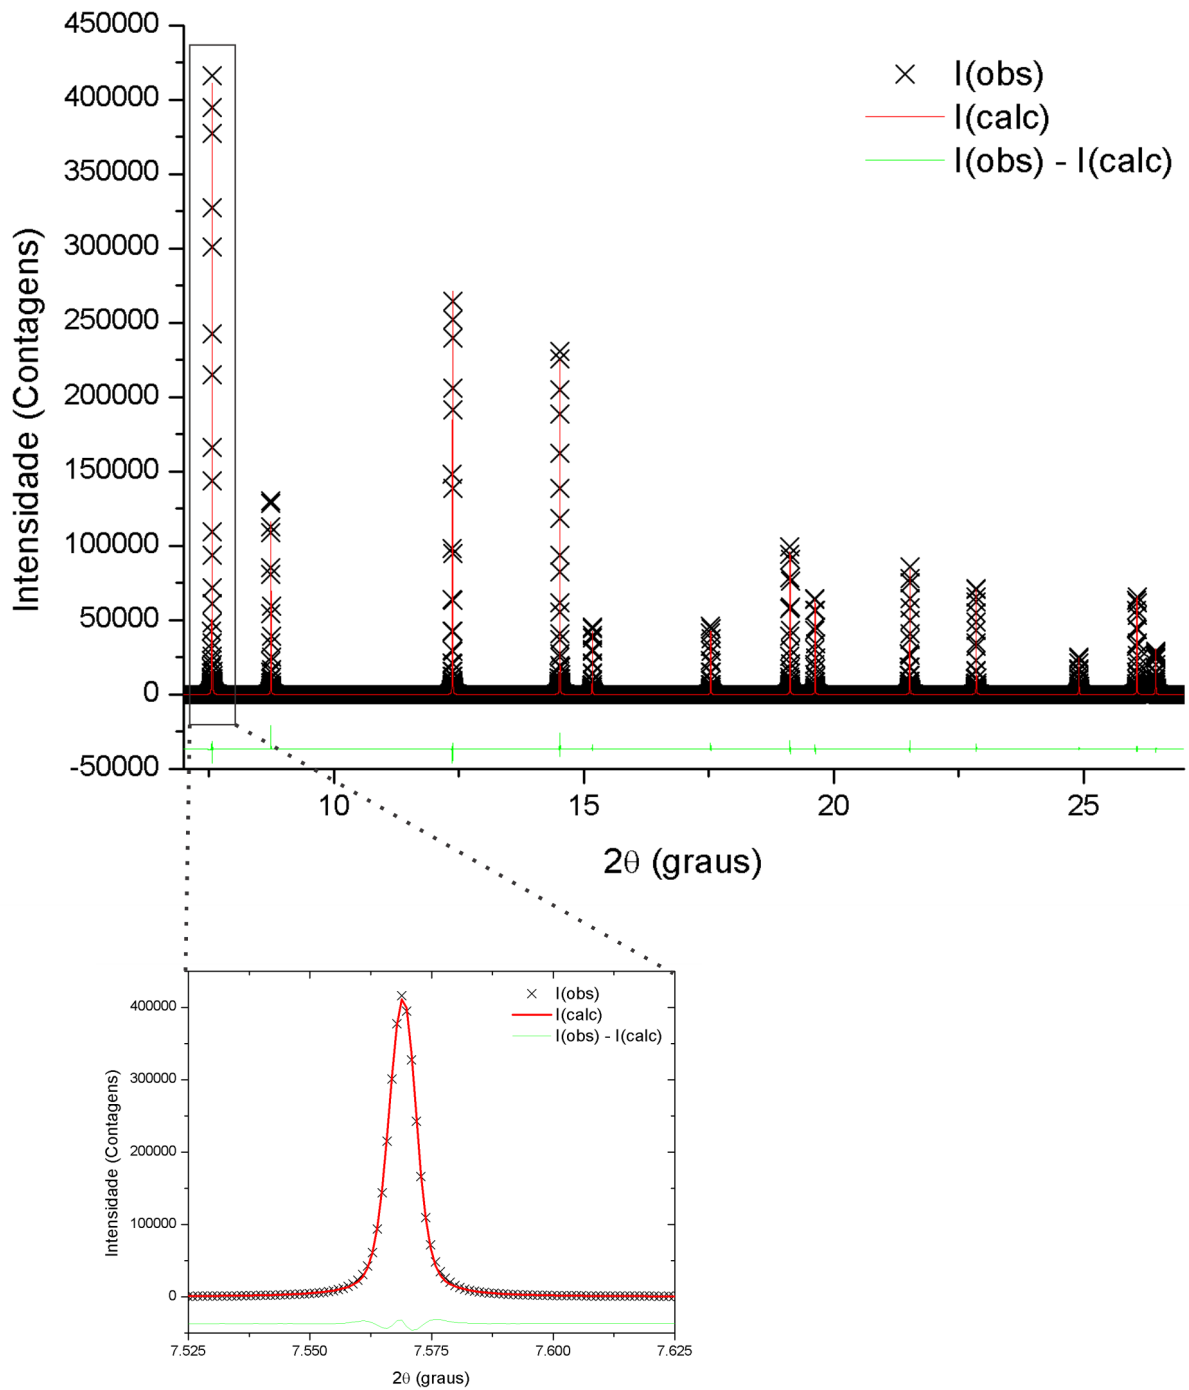 450000
400000
350000
300000
250000
200000
150000
100000
50000
0
-50000
Intensidade (Contagens)
I(obs)
I(calc)
I(obs) - I(calc)
10
15
20
25
2θ (graus)
400000
300000
200000
100000
0
Intensidade (Contagens)
I(obs)
I(calc)
I(obs) - I(calc)
7.525
7.550
7.575
7.600
7.625
2θ (graus)